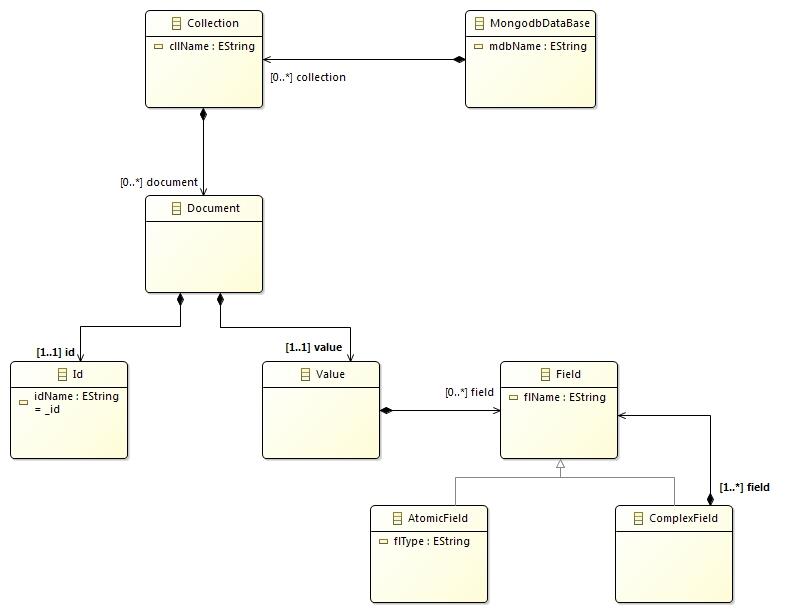 Collection
cllName : EString
MongodbDataBase
mdbName : EString
[0..*] collection
[0..*] document
Document
[1..1] id
[1..1] value
Id
idName : EString
= _id
Value
[0..*] field
Field
flName : EString
[1..*] field
AtomicField
flType : EString
ComplexField